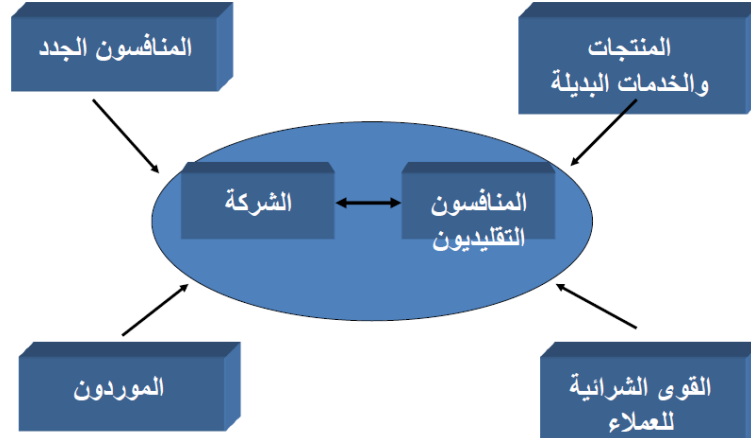 المنافسون الجدد
المنتجات
والخدمات البديلة
الشركة
المنافسون
التقليديون
الموردون
القوى الشرائية
للعملاء